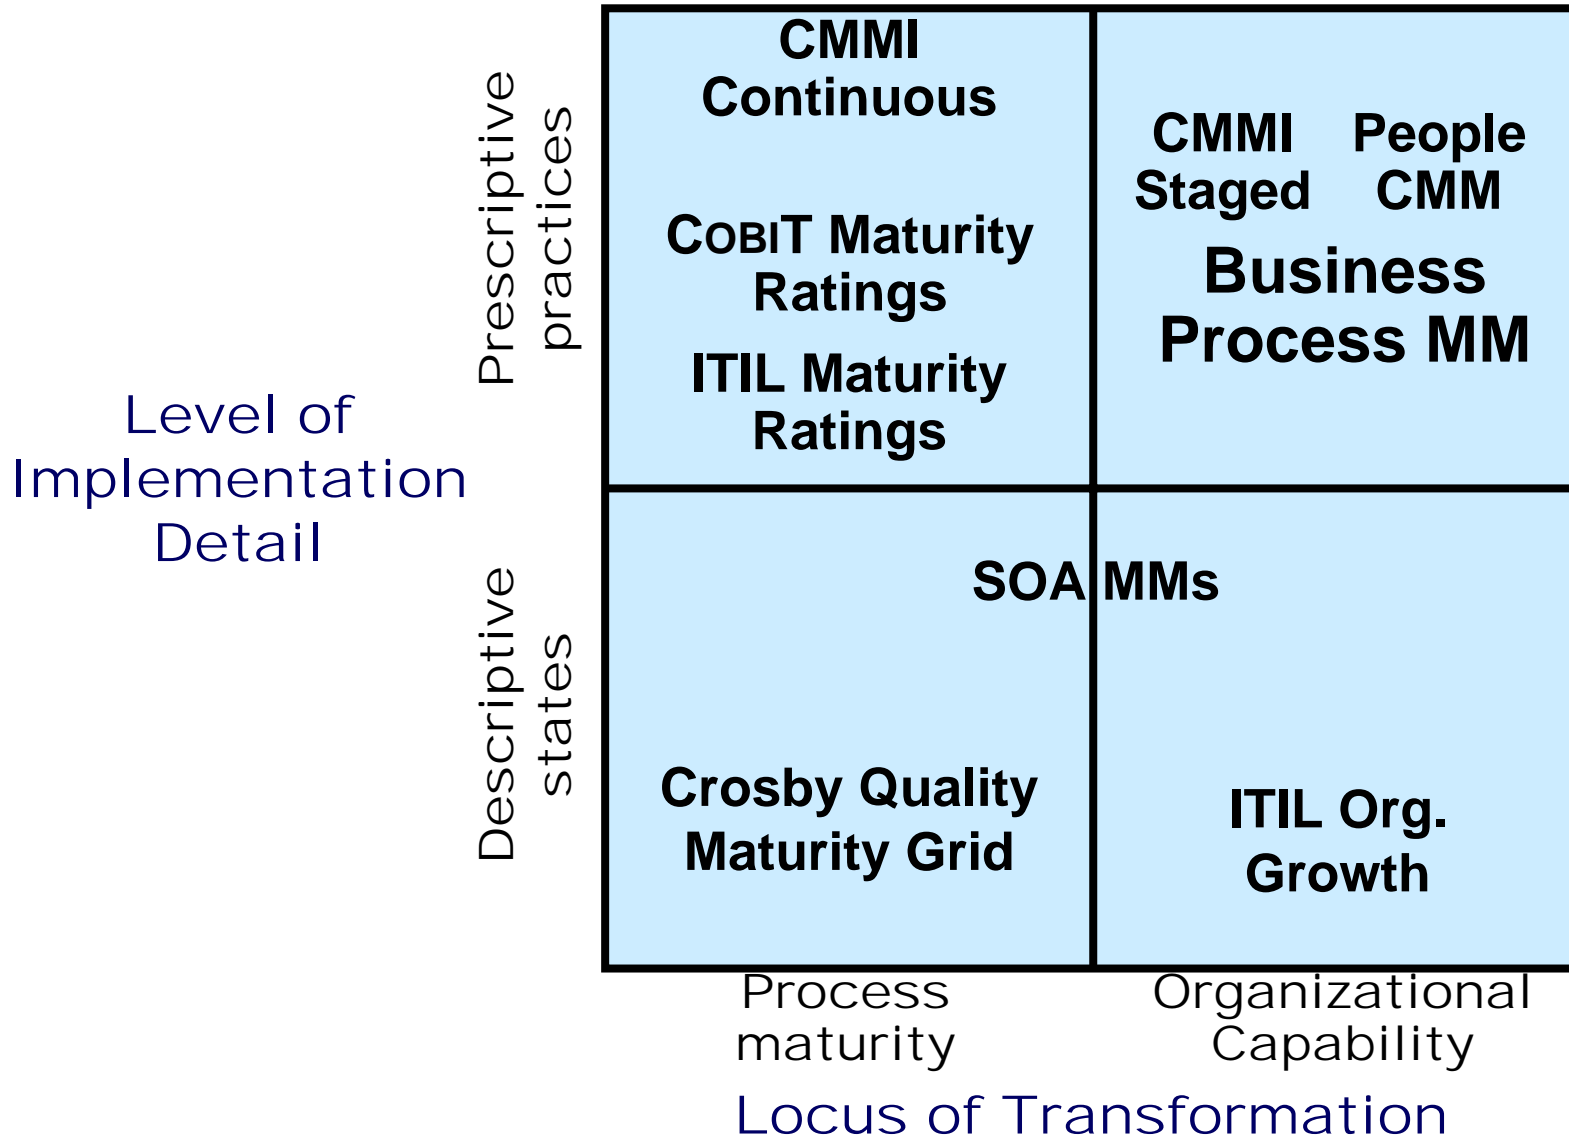 Level of
Implementation
Detail
Prescriptive
practices
Descriptive
states
CMMI
Continuous
COBIT Maturity
Ratings
ITIL Maturity
Ratings
CMMI
Staged
People
CMM
Business
Process MM
SOA MMs
Crosby Quality
Maturity Grid
ITIL Org.
Growth
Process
maturity
Organizational
Capability
Locus of Transformation